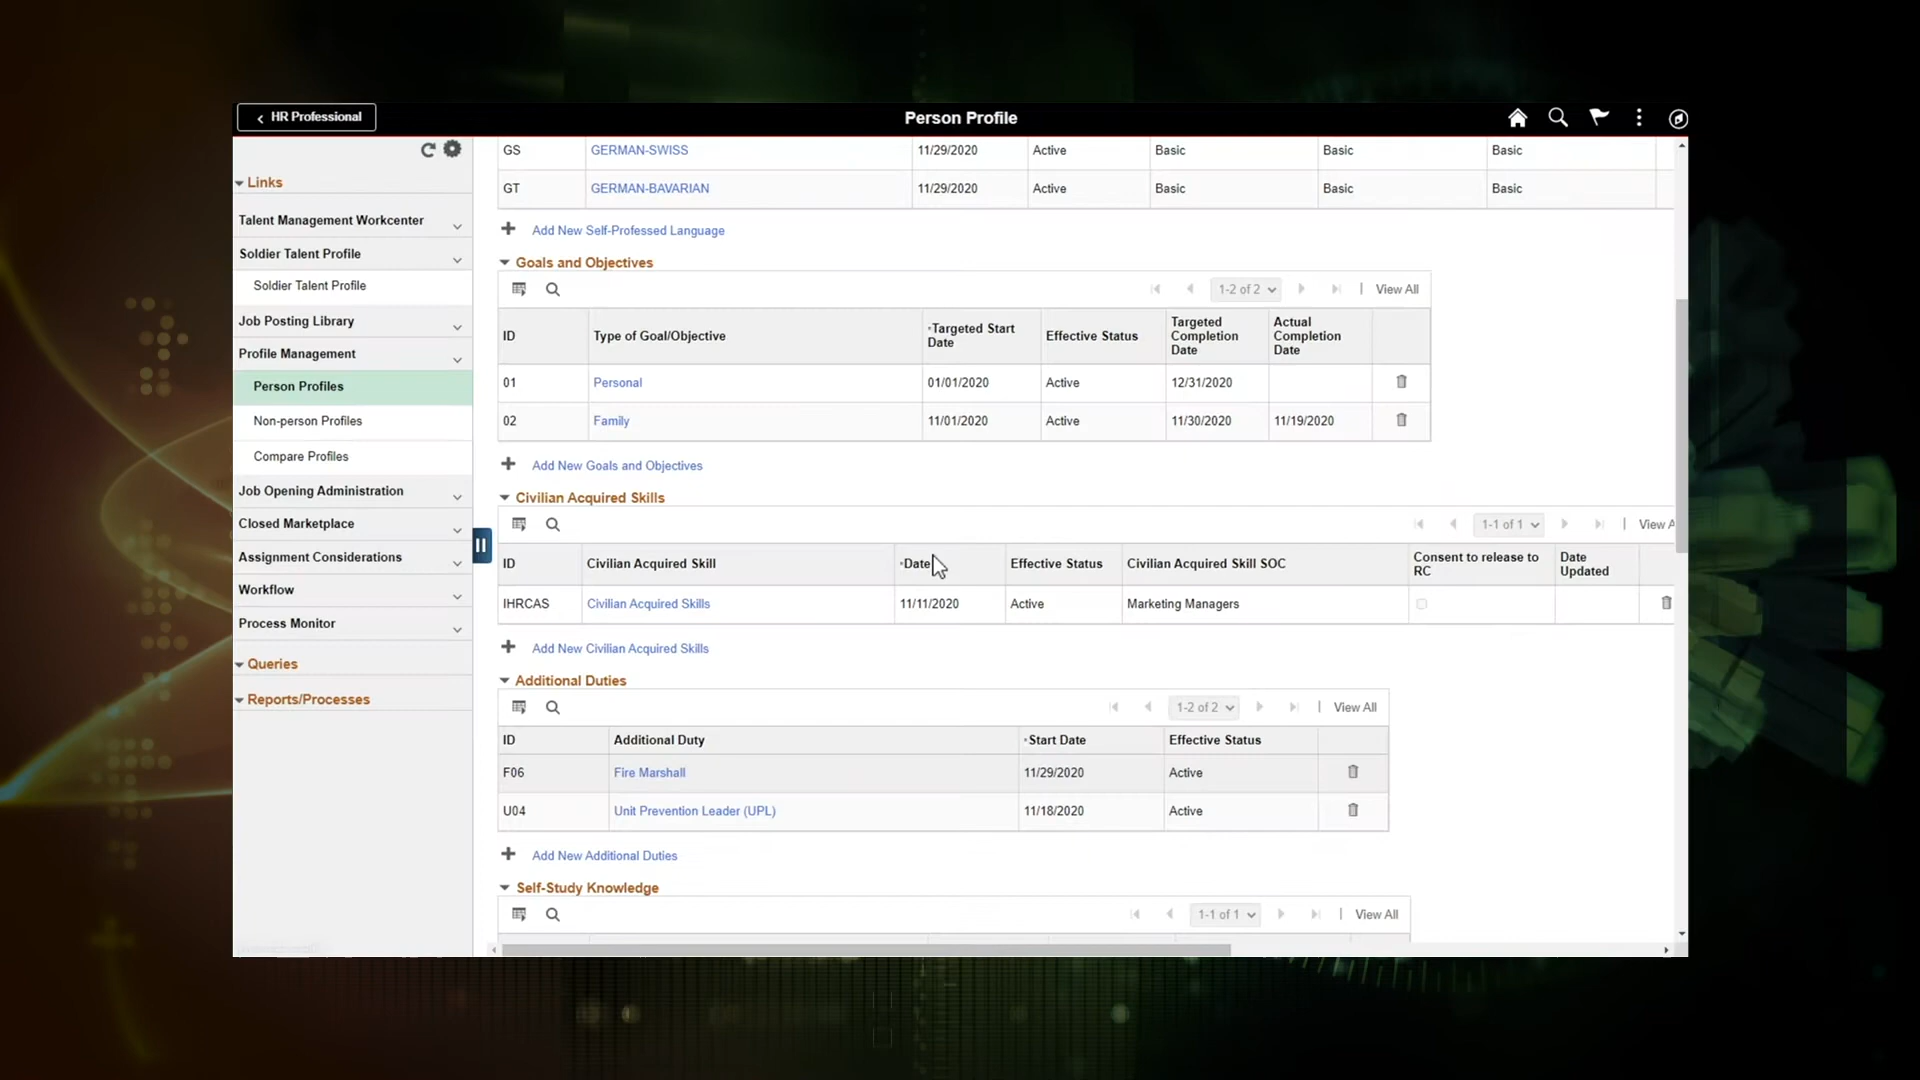 HR Professional
Person Profile
Links
Talent Management Workcenter
Soldier Talent Profile
Soldier Talent Profile
Job Posting Library
Profile Management
Person Profiles
Non-person Profiles
Compare Profiles
Job Opening Administration
Closed Marketplace
Assignment Considerations
Workflow
Process Monitor
Queries
Reports/Processes
GS GERMAN-SWISS 11/29/2020 Active Basic Basic Basic
GT GERMAN-BAVARIAN 11/29/2020 Active Basic Basic Basic
Add New Self-Professed Language
Goals and Objectives
1-2 of 2 | View All
ID Type of Goal/Objective *Targeted Start Date Effective Status Targeted Completion Date Actual Completion Date
01 Personal 01/01/2020 Active 12/31/2020
02 Family 11/01/2020 Active 11/30/2020 11/19/2020
Add New Goals and Objectives
Civilian Acquired Skills
1-1 of 1 | View A
ID Civilian Acquired Skill *Date Effective Status Civilian Acquired Skill SOC Consent to release to RC Date Updated
IHRCAS Civilian Acquired Skills 11/11/2020 Active Marketing Managers
Add New Civilian Acquired Skills
Additional Duties
1-2 of 2 | View All
ID Additional Duty *Start Date Effective Status
F06 Fire Marshall 11/29/2020 Active
U04 Unit Prevention Leader (UPL) 11/18/2020 Active
Add New Additional Duties
Self-Study Knowledge
1-1 of 1 | View All